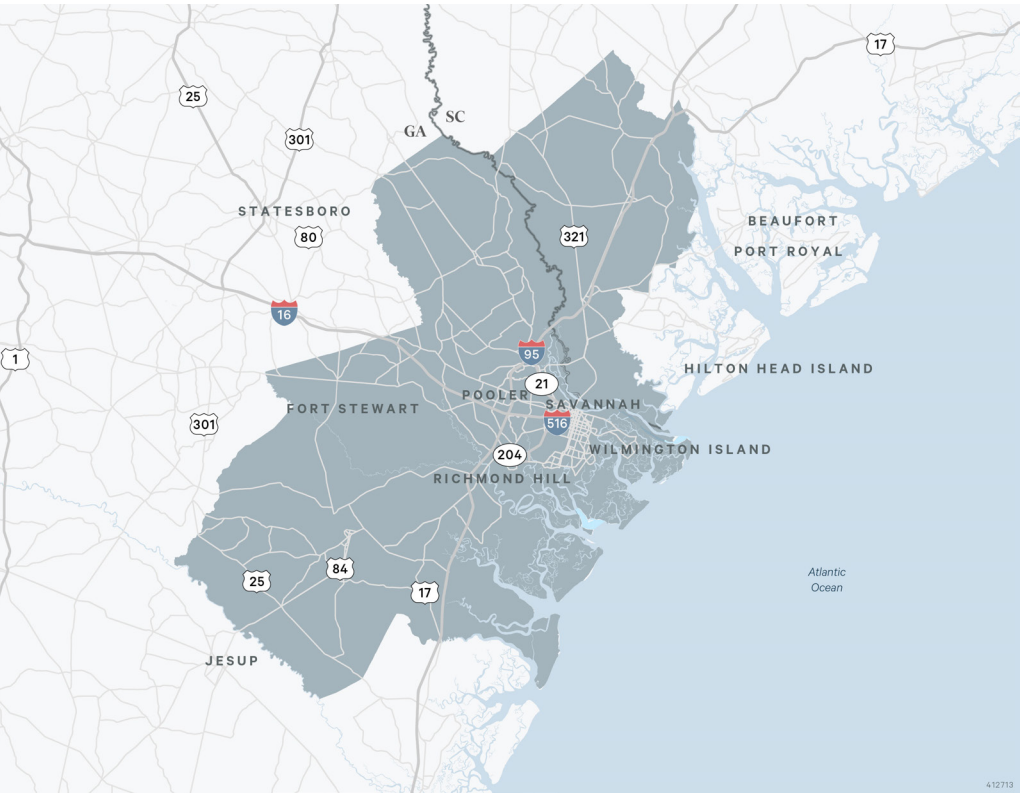 17
25
SC
GA
301
STATESBORO
BEAUFORT
80
321
PORT ROYAL
16
95
1
HILTON HEAD ISLAND
21
POOLER
SAVANNAH
FORT STEWART
301
516
WILMINGTON ISLAND
204
RICHMOND HILL
84
25
17
Atlantic
Ocean
JESUP
412713